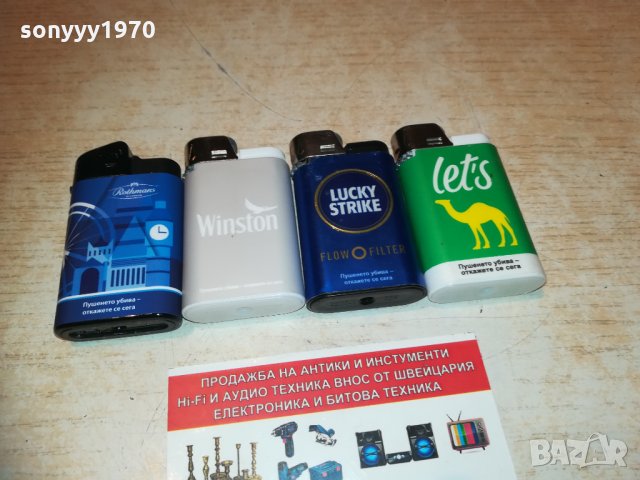 sonyyy1970
Rothmans
Пушенето убива –
откажете се сега
Winston
LUCKY
STRIKE
FLOW FILTER
Пушенето убива –
откажете се сега
let's
Пушенето убива –
откажете се сега
ПРОДАЖБА НА АНТИКИ И ИНСТУМЕНТИ
Hi-Fi И АУДИО ТЕХНИКА ВНОС ОТ ШВЕЙЦАРИЯ
ЕЛЕКТРОНИКА И БИТОВА ТЕХНИКА
BAZAR